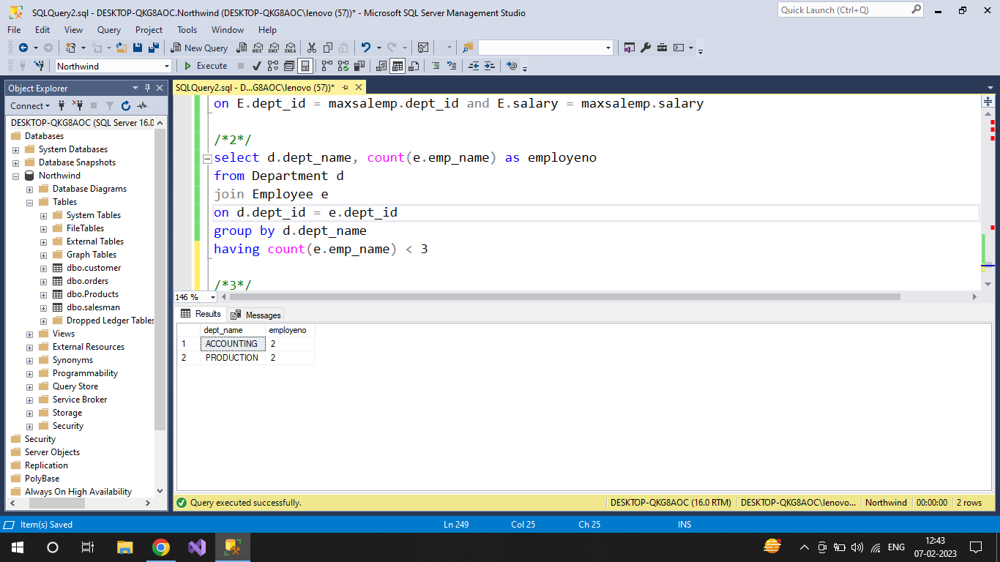 SQLQuery2.sql - DESKTOP-QKG8AOC.Northwind (DESKTOP-QKG8AOC\lenovo (57))* - Microsoft SQL Server Management Studio
Quick Launch (Ctrl+Q)
File Edit View Query Project Tools Window Help
New Query MDX DMX XMLA
Northwind Execute
Object Explorer
SQLQuery2.sql - D...G8AOC\lenovo (57))*
Connect
DESKTOP-QKG8AOC (SQL Server 16.0
Databases
System Databases
Database Snapshots
Northwind
Database Diagrams
Tables
System Tables
FileTables
External Tables
Graph Tables
dbo.customer
dbo.orders
dbo.Products
dbo.salesman
Dropped Ledger Tables
Views
External Resources
Synonyms
Programmability
Query Store
Service Broker
Storage
Security
Security
Server Objects
Replication
PolyBase
Always On High Availability
on E.dept_id = maxsalemp.dept_id and E.salary = maxsalemp.salary
/*2*/
select d.dept_name, count(e.emp_name) as employeno
from Department d
join Employee e
on d.dept_id = e.dept_id
group by d.dept_name
having count(e.emp_name) < 3
/*3*/
146 %
Results Messages
dept_name employeno
1 ACCOUNTING 2
2 PRODUCTION 2
Query executed successfully.
DESKTOP-QKG8AOC (16.0 RTM) DESKTOP-QKG8AOC\lenovo... Northwind 00:00:00 2 rows
Item(s) Saved Ln 249 Col 25 Ch 25 INS
ENG
12:43
07-02-2023